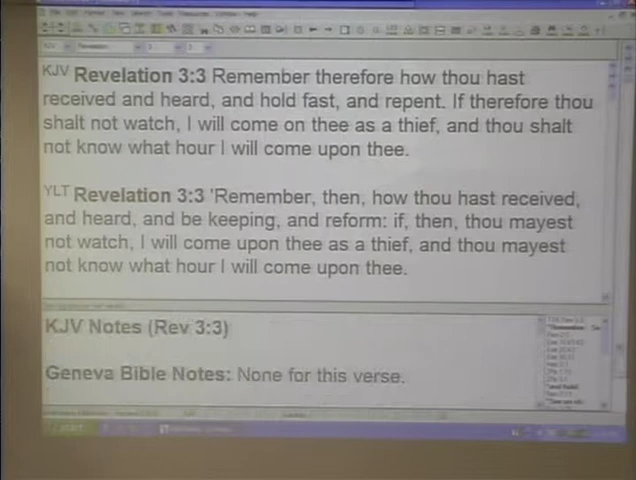 KJV Revelation 3:3 Remember therefore how thou hast
received and heard, and hold fast, and repent. If therefore thou
shalt not watch, I will come on thee as a thief, and thou shalt
not know what hour I will come upon thee.
YLT Revelation 3:3 'Remember, then, how thou hast received,
and heard, and be keeping, and reform: if, then, thou mayest
not watch, I will come upon thee as a thief, and thou mayest
not know what hour I will come upon thee.
KJV Notes (Rev 3:3)
Geneva Bible Notes: None for this verse.
start